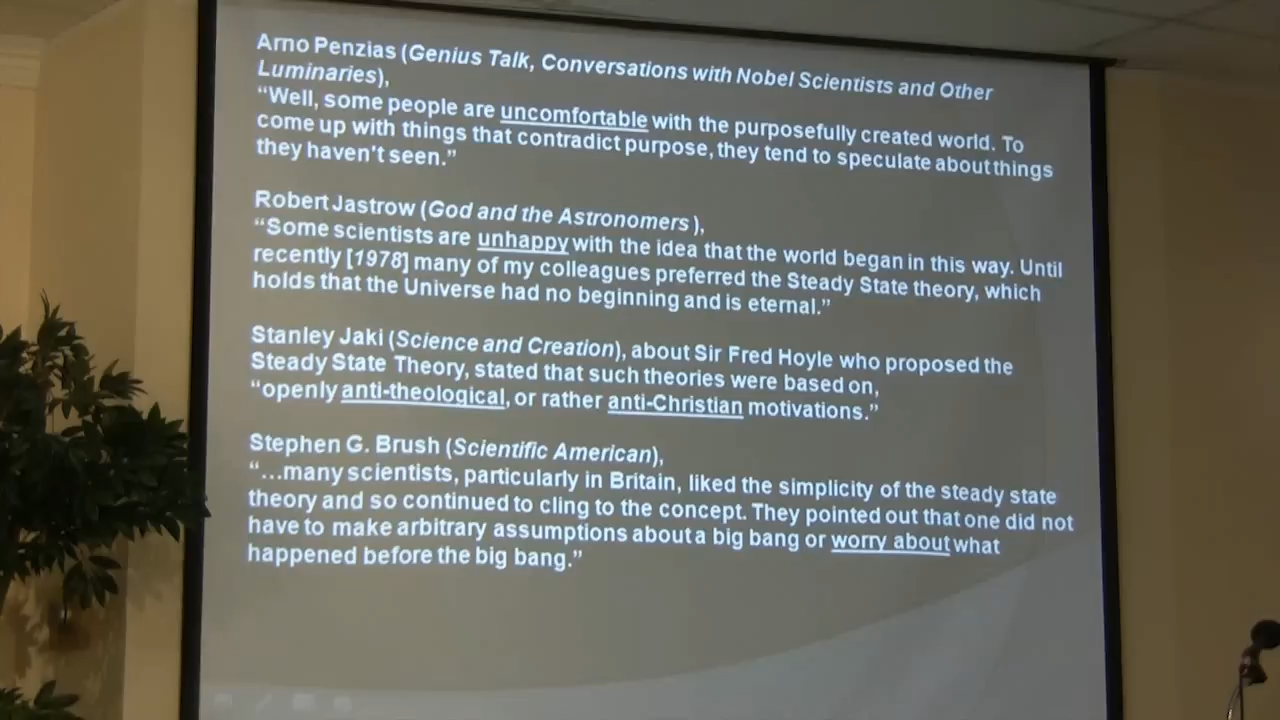 Arno Penzias (Genius Talk, Conversations with Nobel Scientists and Other
Luminaries),
“Well, some people are uncomfortable with the purposefully created world. To
come up with things that contradict purpose, they tend to speculate about things
they haven't seen.”
Robert Jastrow (God and the Astronomers ),
“Some scientists are unhappy with the idea that the world began in this way. Until
recently [1978] many of my colleagues preferred the Steady State theory, which
holds that the Universe had no beginning and is eternal.”
Stanley Jaki (Science and Creation), about Sir Fred Hoyle who proposed the
Steady State Theory, stated that such theories were based on,
“openly anti-theological, or rather anti-Christian motivations.”
Stephen G. Brush (Scientific American),
“...many scientists, particularly in Britain, liked the simplicity of the steady state
theory and so continued to cling to the concept. They pointed out that one did not
have to make arbitrary assumptions about a big bang or worry about what
happened before the big bang.”